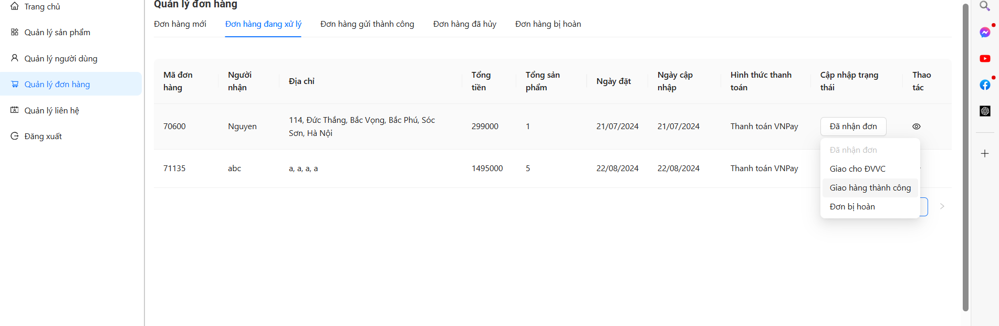 Trang chủ
Quản lý sản phẩm
Quản lý người dùng
Quản lý đơn hàng
Quản lý liên hệ
Đăng xuất
Quản lý đơn hàng
Đơn hàng mới
Đơn hàng đang xử lý
Đơn hàng gửi thành công
Đơn hàng đã hủy
Đơn hàng bị hoàn
Mã đơn
hàng
Người
nhận
Địa chỉ
Tổng
tiền
Tổng sản
phẩm
Ngày đặt
Ngày cập
nhập
Hình thức thanh
toán
Cập nhập trạng
thái
Thao
tác
70600
Nguyen
114, Đức Thắng, Bắc Vọng, Bắc Phú, Sóc
Sơn, Hà Nội
299000
1
21/07/2024
21/07/2024
Thanh toán VNPay
Đã nhận đơn
71135
abc
a, a, a, a
1495000
5
22/08/2024
22/08/2024
Thanh toán VNPay
Đã nhận đơn
Giao cho ĐVVC
Giao hàng thành công
Đơn bị hoàn